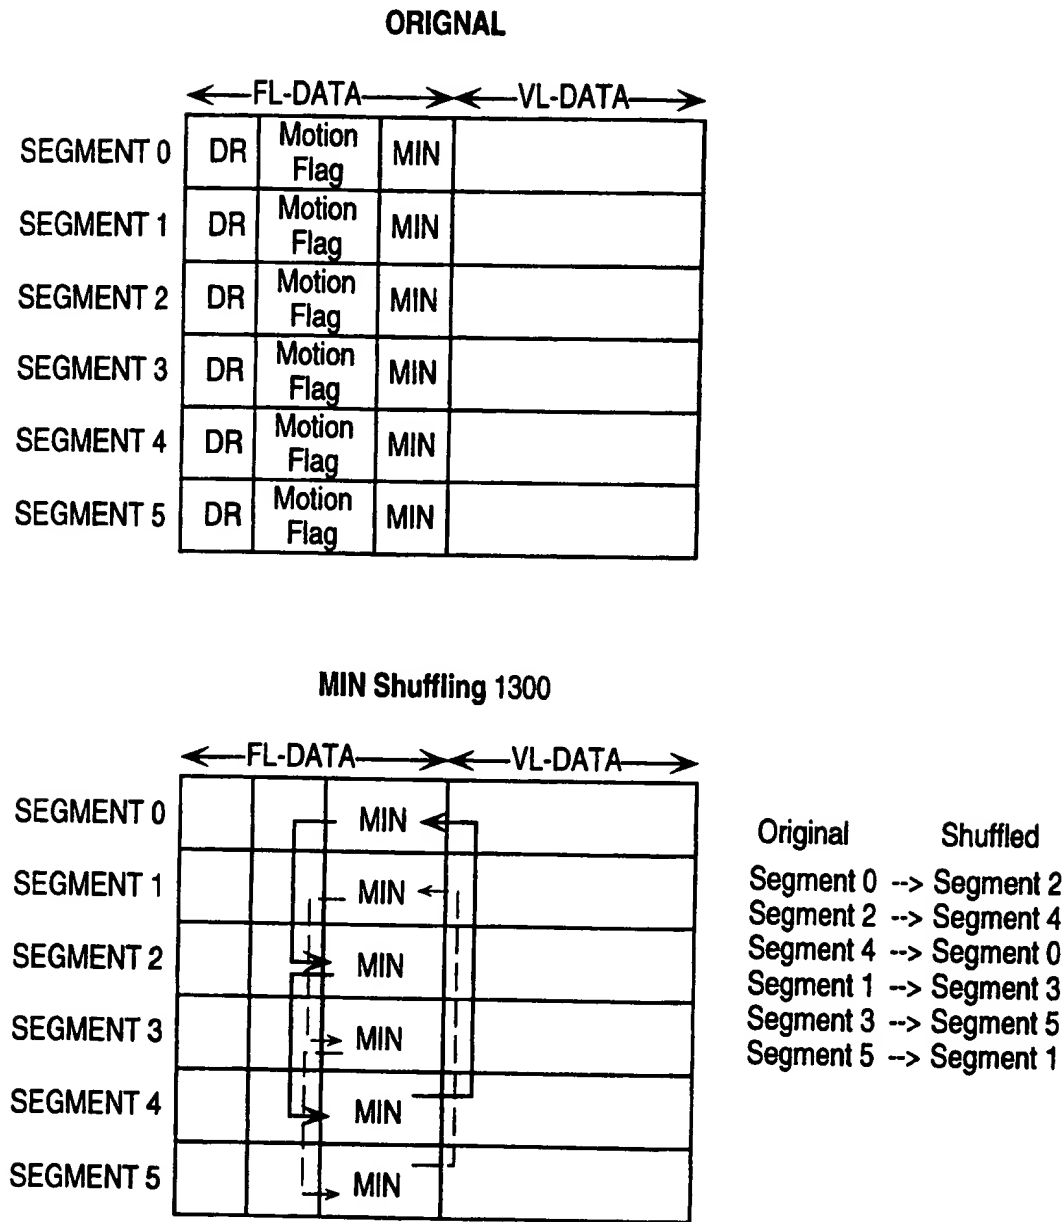 ORIGNAL
FL-DATA VL-DATA
SEGMENT 0 DR Motion Flag MIN
SEGMENT 1 DR Motion Flag MIN
SEGMENT 2 DR Motion Flag MIN
SEGMENT 3 DR Motion Flag MIN
SEGMENT 4 DR Motion Flag MIN
SEGMENT 5 DR Motion Flag MIN
MIN Shuffling 1300
FL-DATA VL-DATA
SEGMENT 0 MIN
SEGMENT 1 MIN
SEGMENT 2 MIN
SEGMENT 3 MIN
SEGMENT 4 MIN
SEGMENT 5 MIN
Original Shuffled
Segment 0 --> Segment 2
Segment 2 --> Segment 4
Segment 4 --> Segment 0
Segment 1 --> Segment 3
Segment 3 --> Segment 5
Segment 5 --> Segment 1